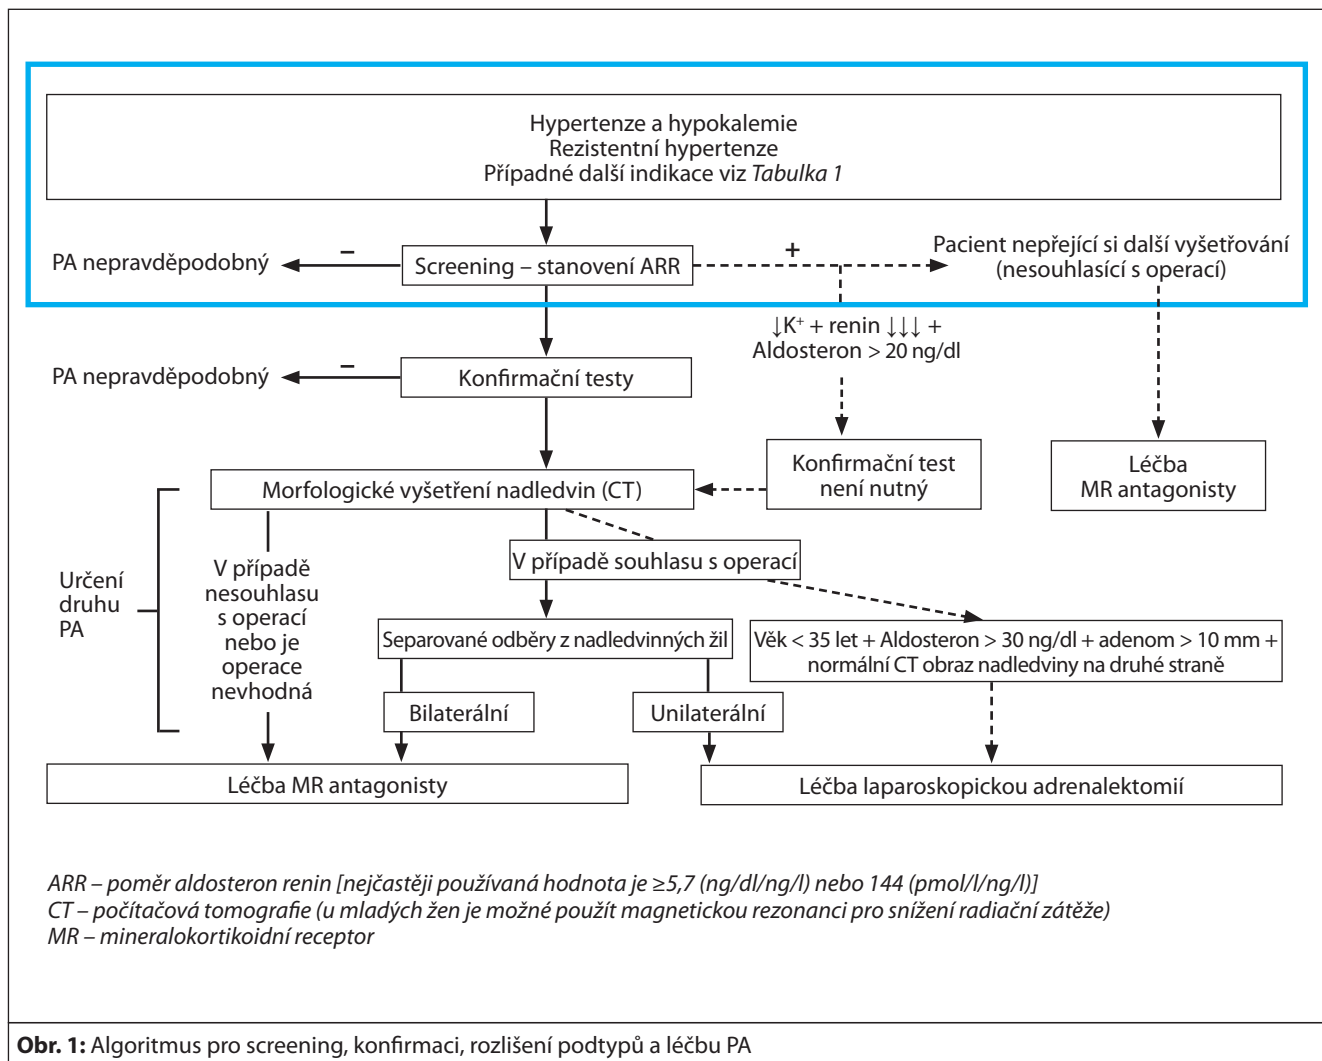 Hypertenze a hypokalemie
Rezistentní hypertenze
Případné další indikace viz Tabulka 1
PA nepravděpodobný
–
Screening – stanovení ARR
+
Pacient nepřející si další vyšetřování
(nesouhlasící s operací)
↓K⁺ + renin ↓↓↓ +
Aldosteron > 20 ng/dl
PA nepravděpodobný
–
Konfirmační testy
Konfirmační test
není nutný
Léčba
MR antagonisty
Morfologické vyšetření nadledvin (CT)
Určení
druhu
PA
V případě
nesouhlasu
s operací
nebo je
operace
nevhodná
V případě souhlasu s operací
Separované odběry z nadledvinných žil
Věk < 35 let + Aldosteron > 30 ng/dl + adenom > 10 mm +
normální CT obraz nadledviny na druhé straně
Bilaterální
Unilaterální
Léčba MR antagonisty
Léčba laparoskopickou adrenalektomií
ARR – poměr aldosteron renin [nejčastěji používaná hodnota je ≥5,7 (ng/dl/ng/l) nebo 144 (pmol/l/ng/l)]
CT – počítačová tomografie (u mladých žen je možné použít magnetickou rezonanci pro snížení radiační zátěže)
MR – mineralokortikoidní receptor
Obr. 1: Algoritmus pro screening, konfirmaci, rozlišení podtypů a léčbu PA